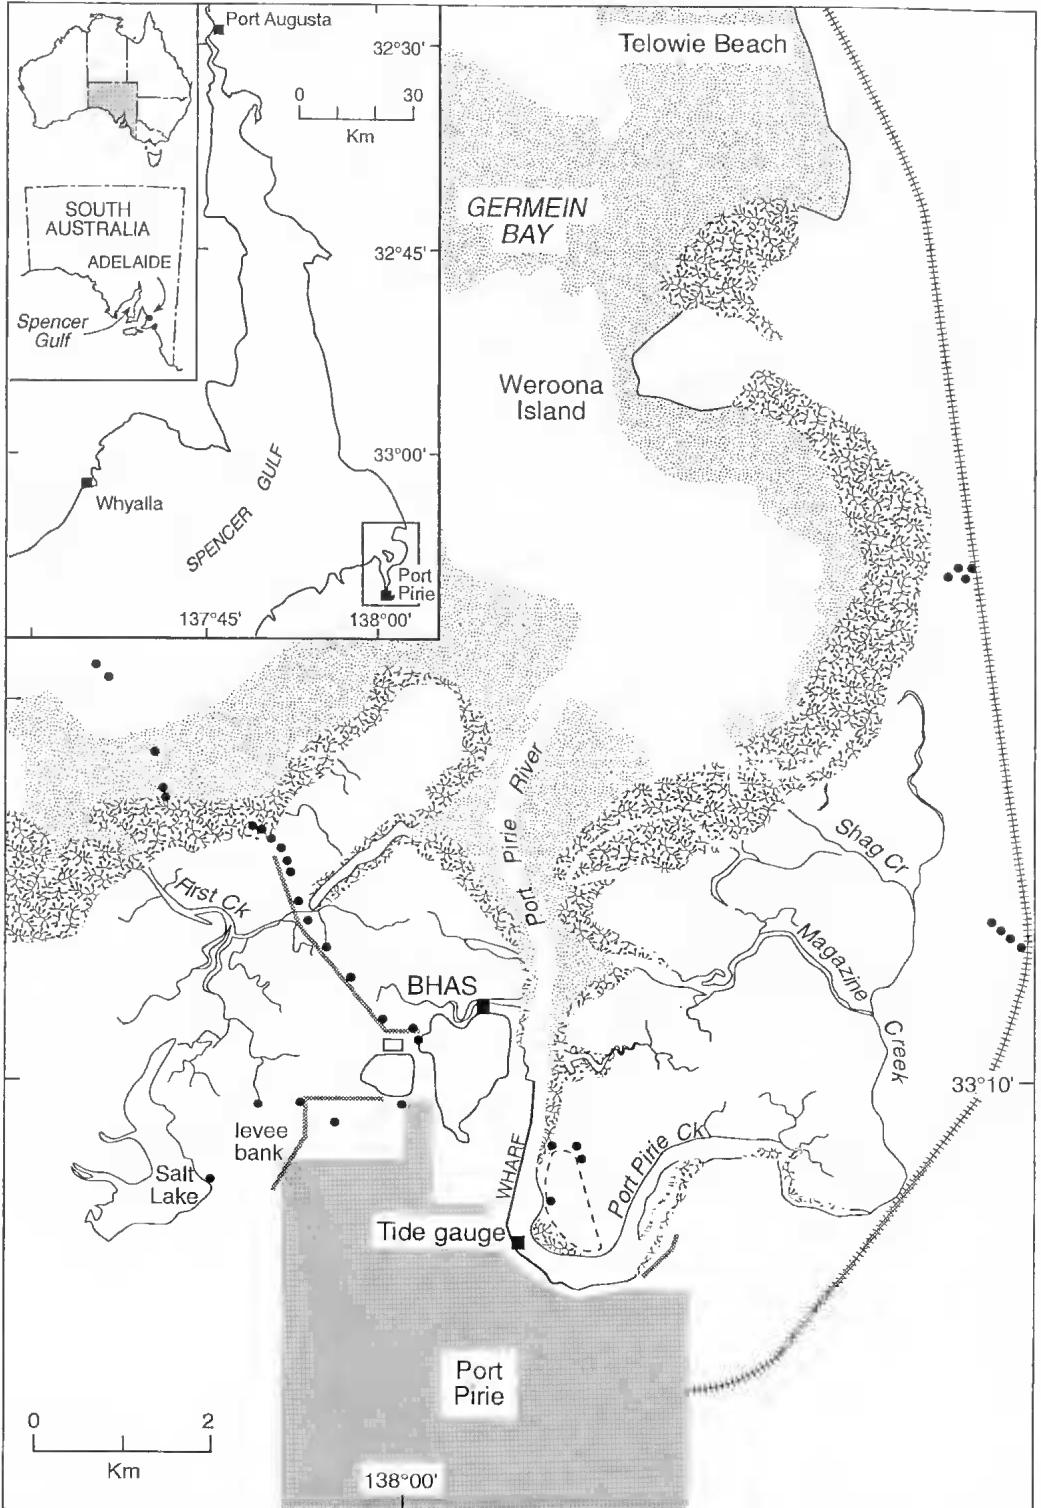 Port Augusta
32°30'
0 30
Km
SOUTH
AUSTRALIA
ADELAIDE
Spencer
Gulf
32°45'
33°00'
Whyalla
SPENCER GULF
Port
Pirie
137°45'
138°00'
Telowie Beach
GERMEIN
BAY
Weroona
Island
Port Pirie River
First Ck
Shag Cr
Magazine
Creek
BHAS
33°10'
levee
bank
Salt
Lake
WHARF
Port Pirie Ck
Tide gauge
Port
Pirie
0 2
Km
138°00'